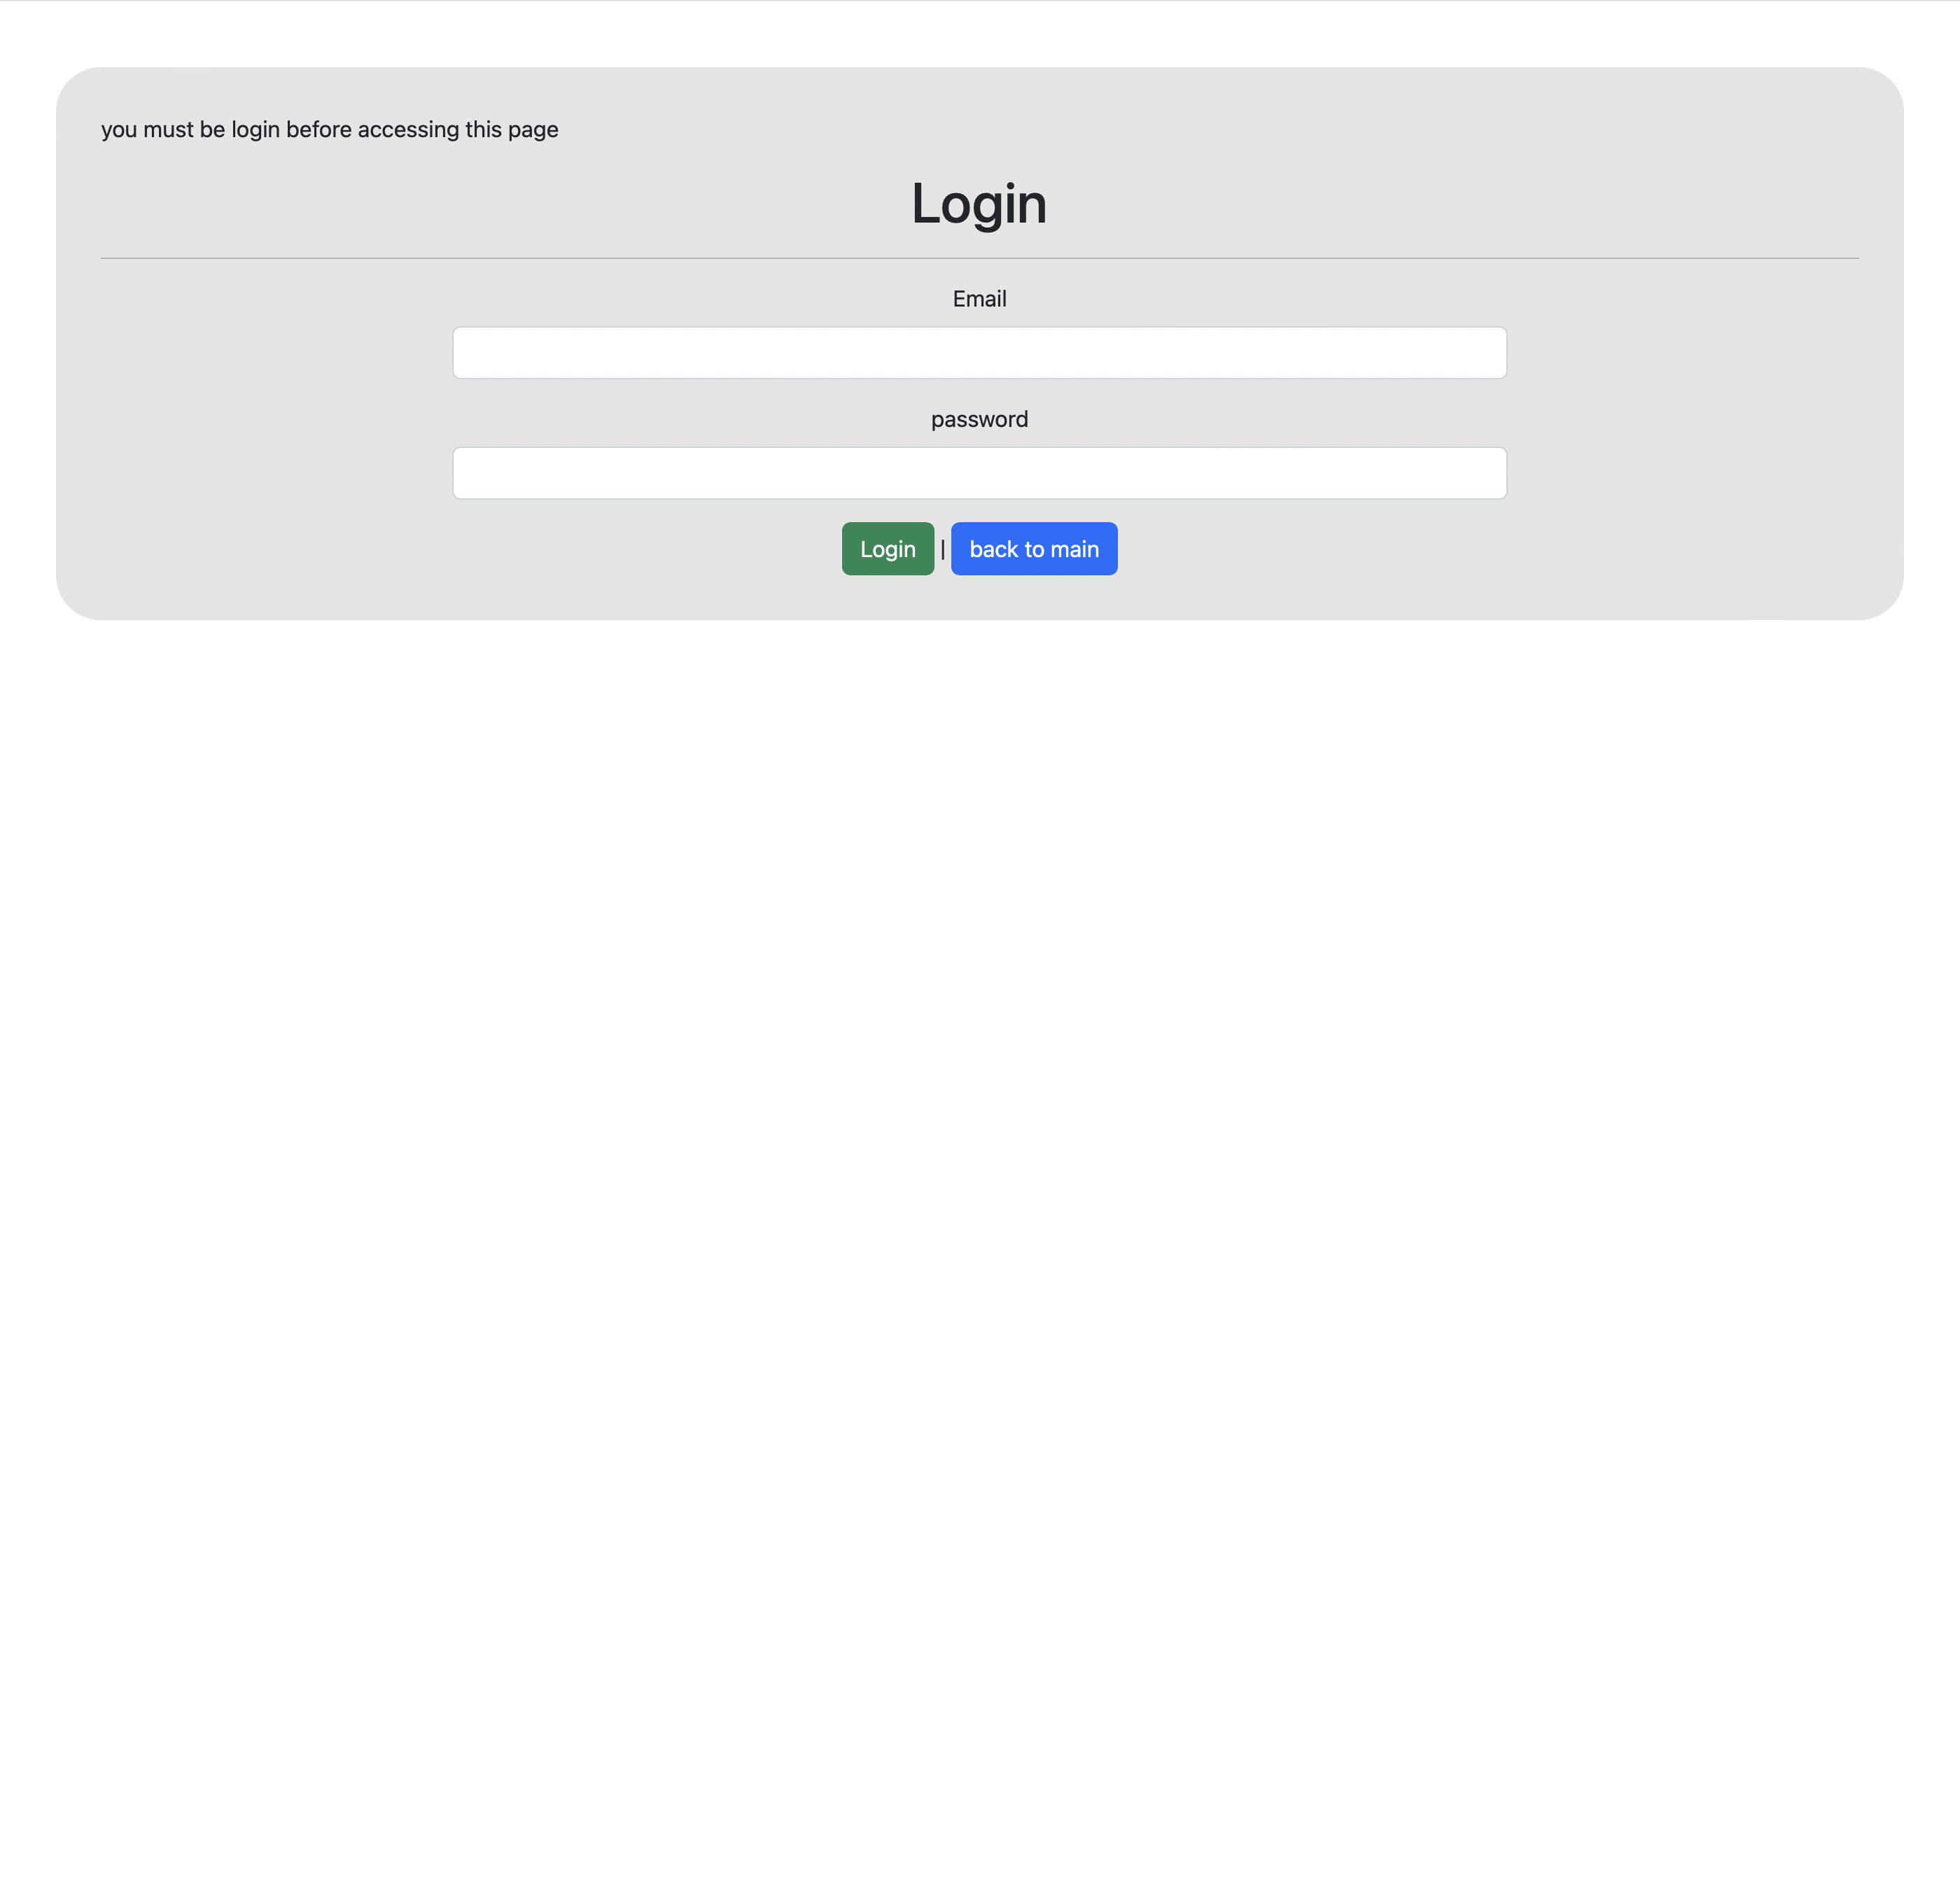 you must be login before accessing this page
Login
Email
password
Login | back to main